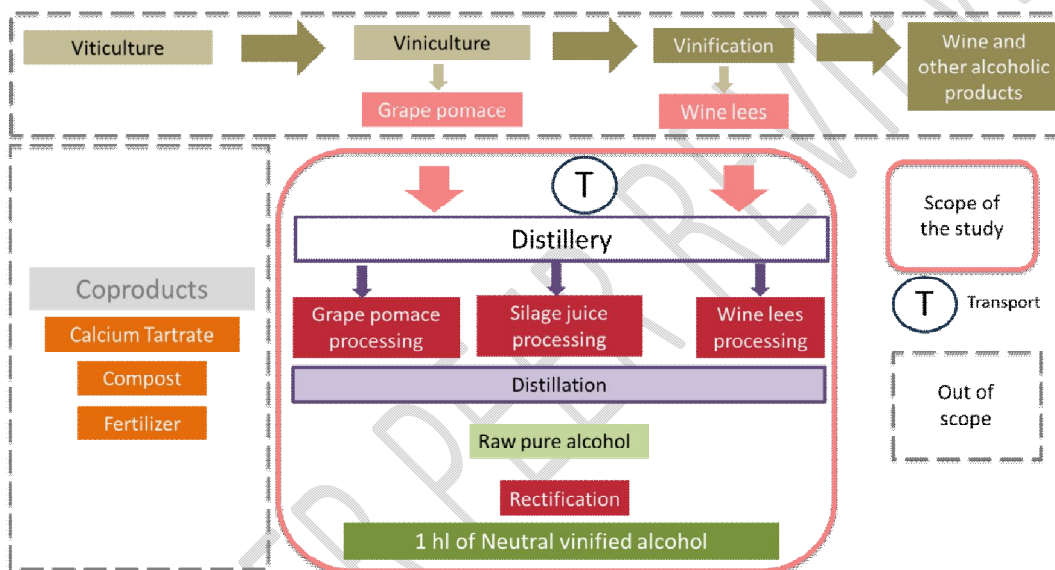 Viticulture
Viniculture
Vinification
Wine and
other alcoholic
products
Grape pomace
Wine lees
T
Distillery
Scope of
the study
Coproducts
Calcium Tartrate
Compost
Fertilizer
Grape pomace
processing
Silage juice
processing
Wine lees
processing
T
Transport
Distillation
Raw pure alcohol
Rectification
1 hl of Neutral vinified alcohol
Out of
scope
PEER REVIEW